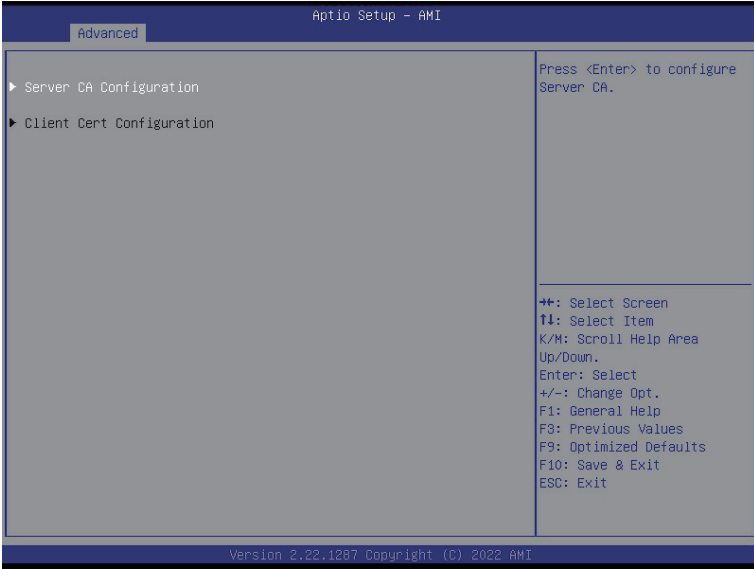 Aptio Setup – AMI
Advanced
▶ Server CA Configuration
▶ Client Cert Configuration
Press <Enter> to configure
Server CA.
→←: Select Screen
↑↓: Select Item
K/M: Scroll Help Area
Up/Down.
Enter: Select
+/-: Change Opt.
F1: General Help
F3: Previous Values
F9: Optimized Defaults
F10: Save & Exit
ESC: Exit
Version 2.22.1287 Copyright (C) 2022 AMI